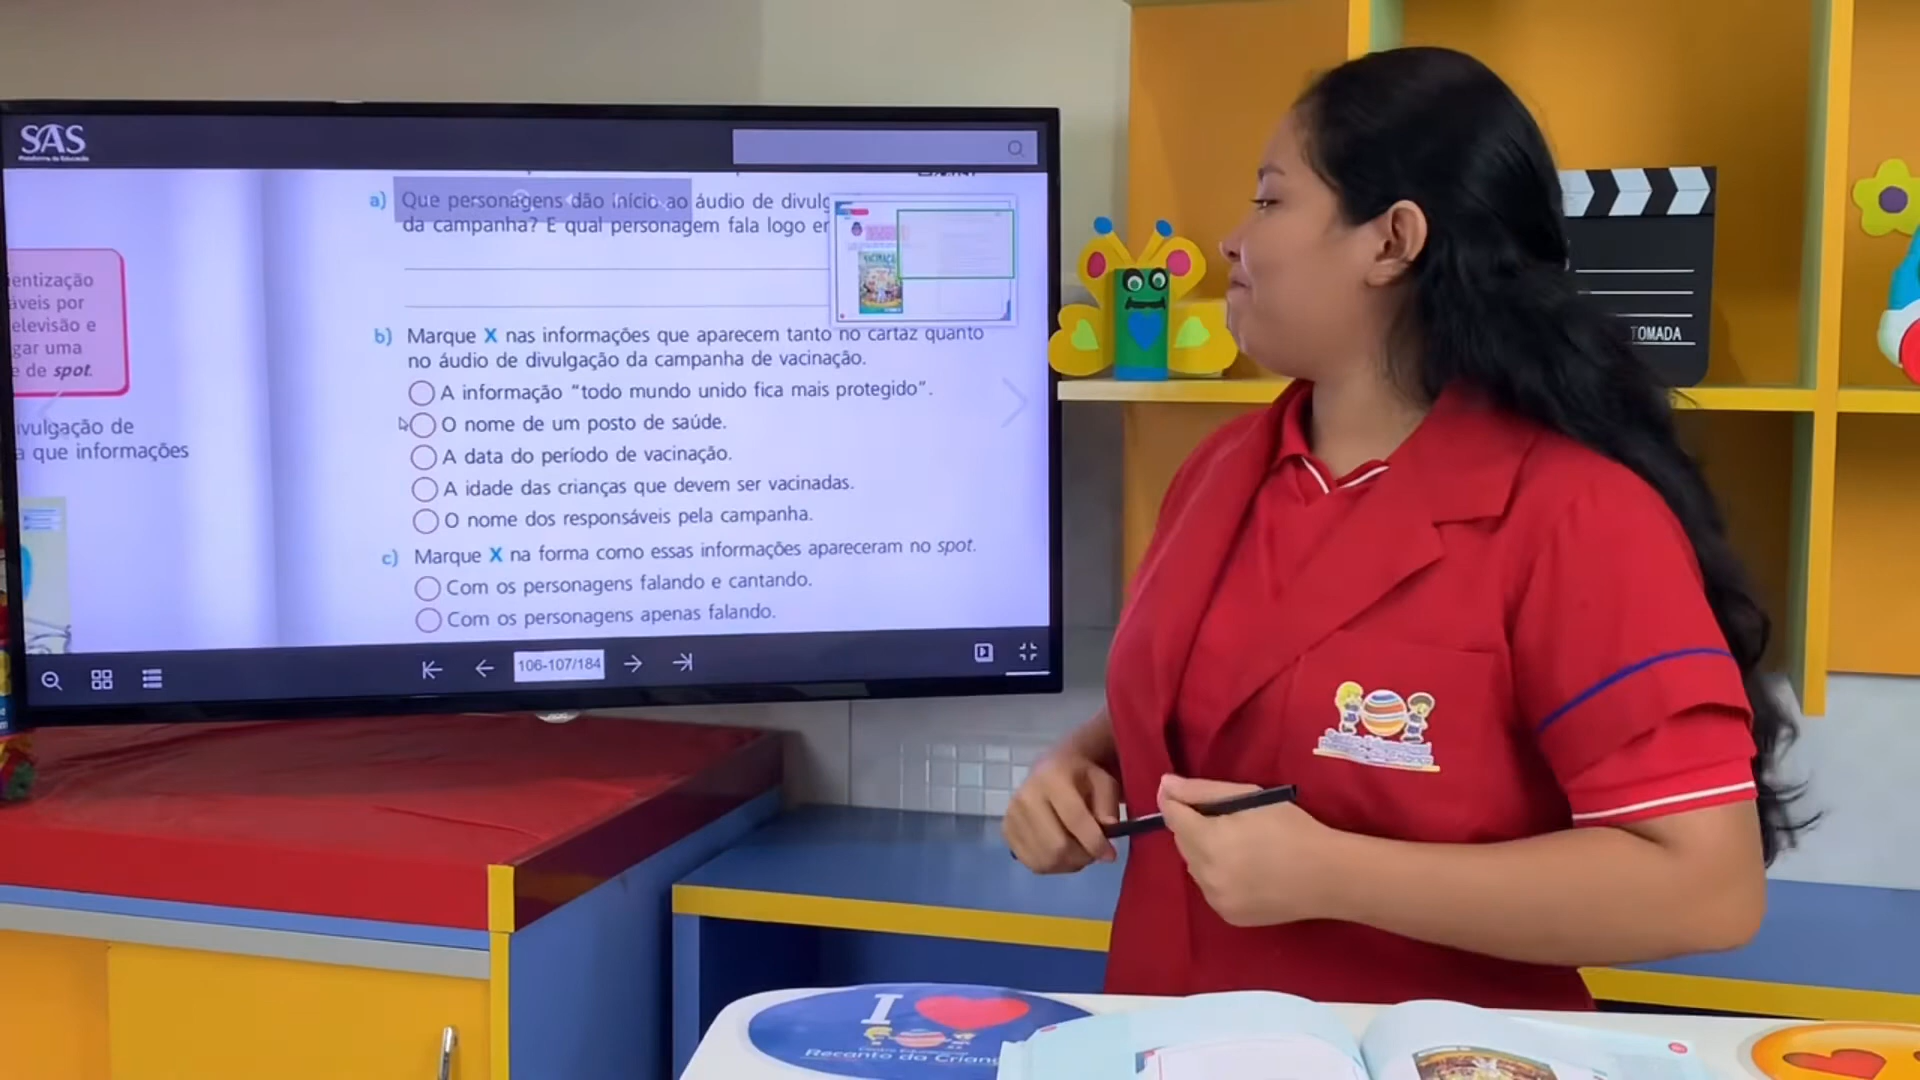 SAS
Plataforma de Educação
a) Que personagens dão início ao áudio de divulg
da campanha? E qual personagem fala logo em
VACINAÇÃ
entização
áveis por
elevisão e
gar uma
e de spot.
ivulgação de
a que informações
b) Marque X nas informações que aparecem tanto no cartaz quanto
no áudio de divulgação da campanha de vacinação.
A informação “todo mundo unido fica mais protegido”.
O nome de um posto de saúde.
A data do período de vacinação.
A idade das crianças que devem ser vacinadas.
O nome dos responsáveis pela campanha.
c) Marque X na forma como essas informações apareceram no spot.
Com os personagens falando e cantando.
Com os personagens apenas falando.
106-107/184
TOMADA
I
Recanto da Crian